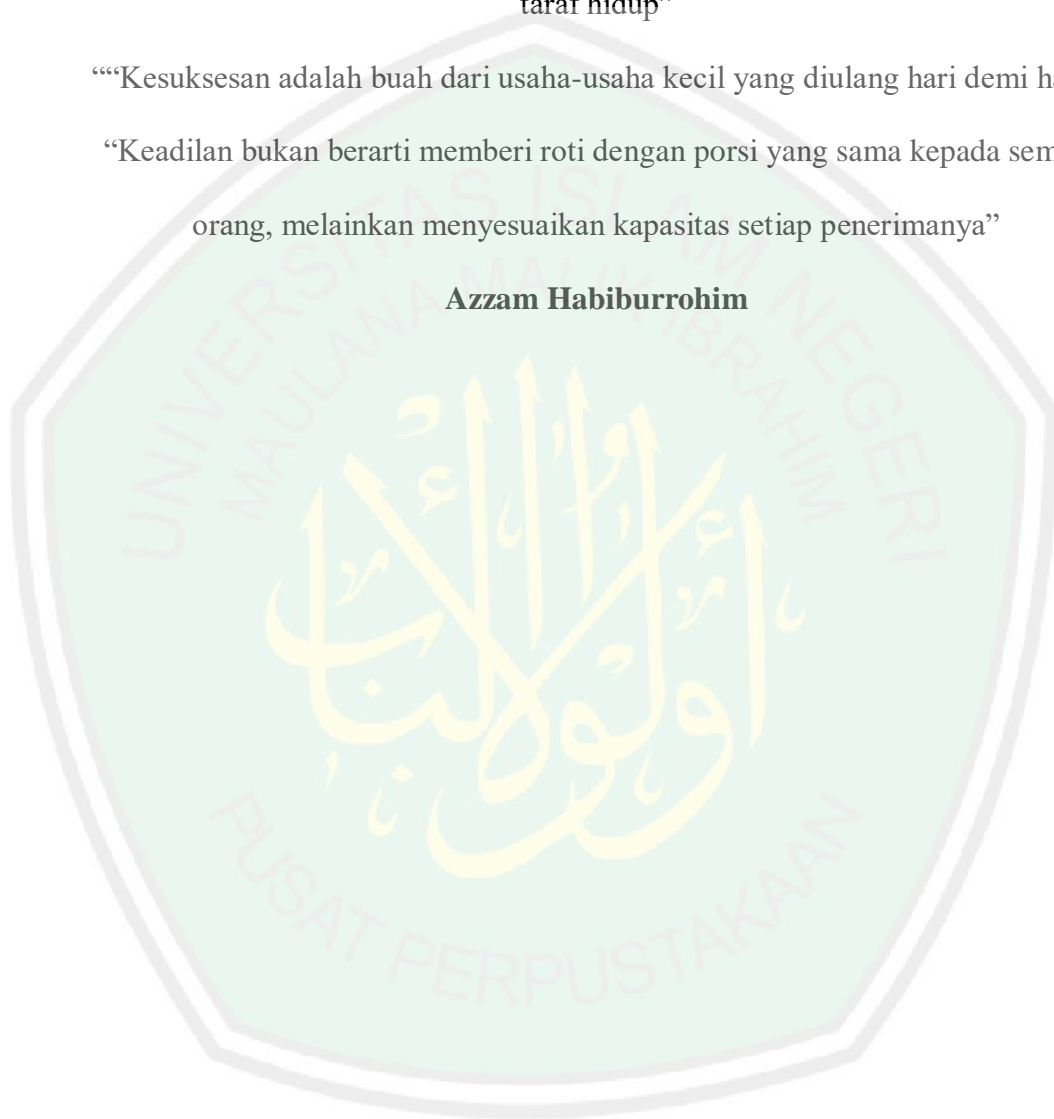 taraf hidup”
““Kesuksesan adalah buah dari usaha-usaha kecil yang diulang hari demi
“Keadilan bukan berarti memberi roti dengan porsi yang sama kepada
orang, melainkan menyesuaikan kapasitas setiap penerimanya”
Azzam Habiburrohim
UNIVERSITAS ISLAM NEGERI
MAULANA MALIK IBRAHIM
أولوا الألباب
PUSAT PERPUSTAKAAN